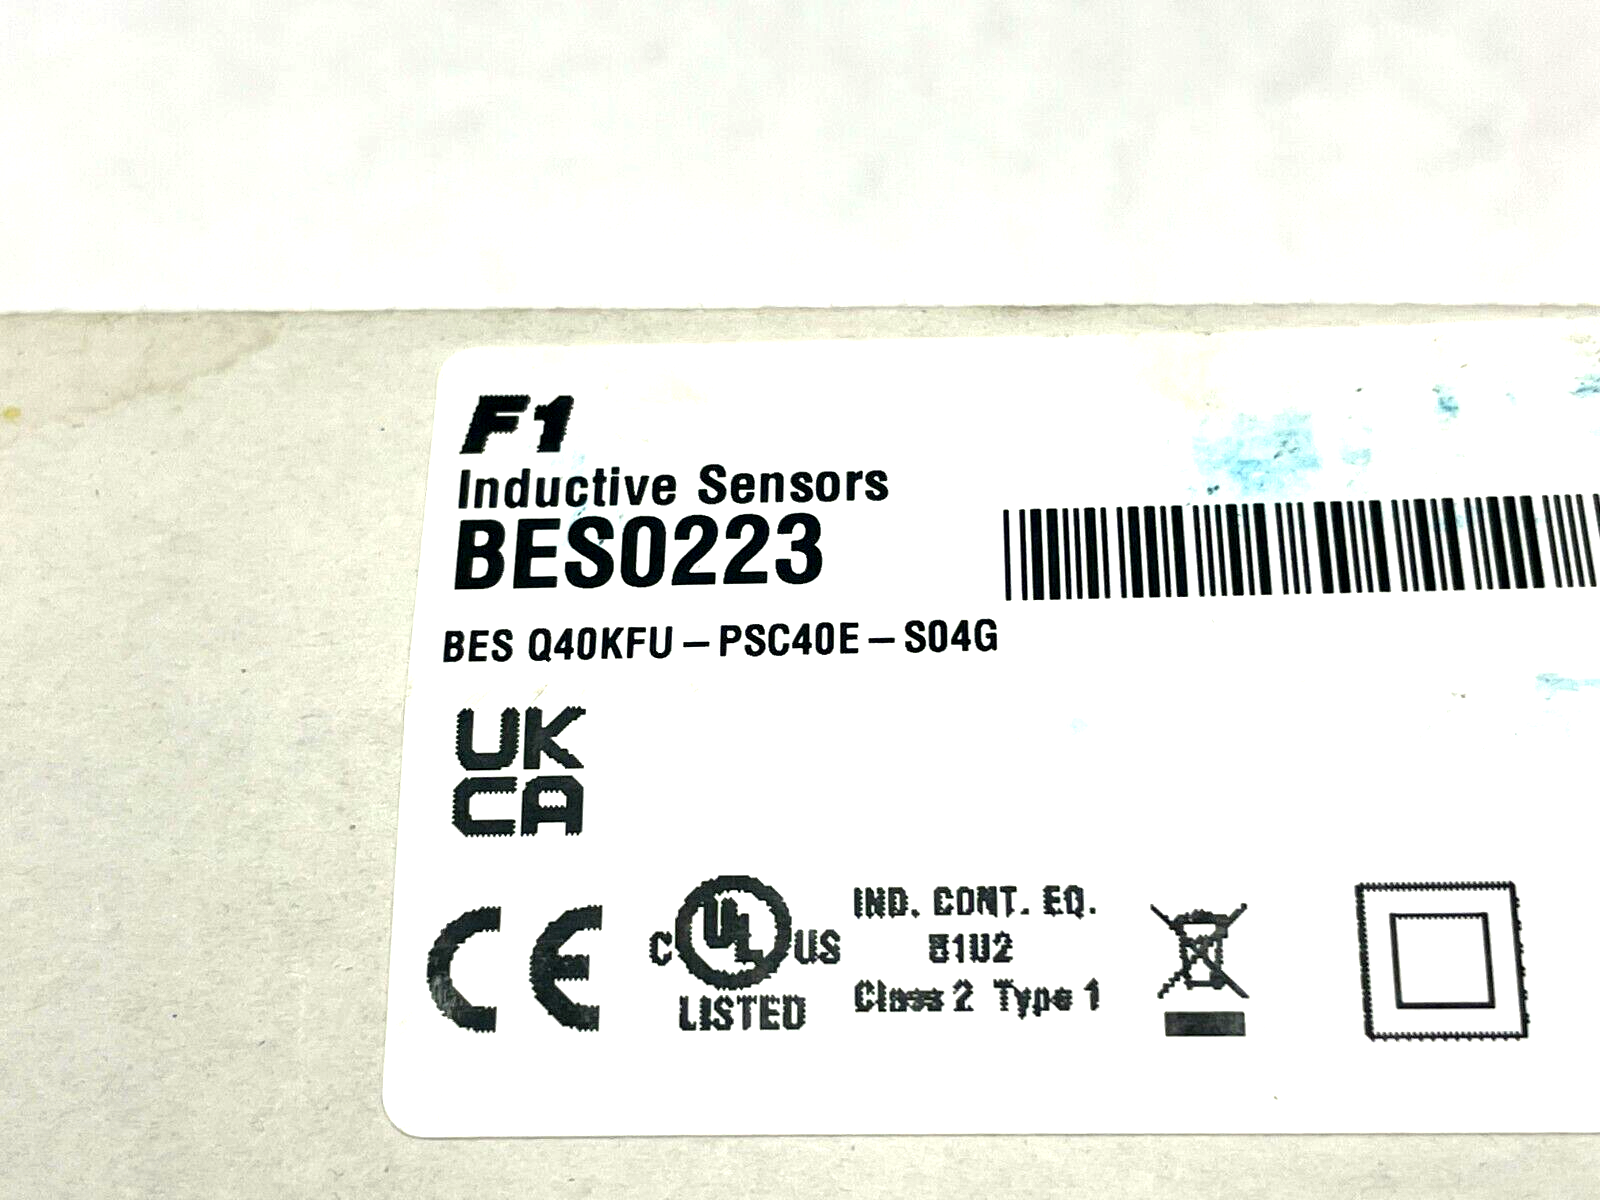 F1
Inductive Sensors
BES0223
BES Q40KFU-PSC40E-S04G
UK
CA
CE
C UL US
LISTED
IND. CONT. EQ.
81U2
Class 2 Type 1